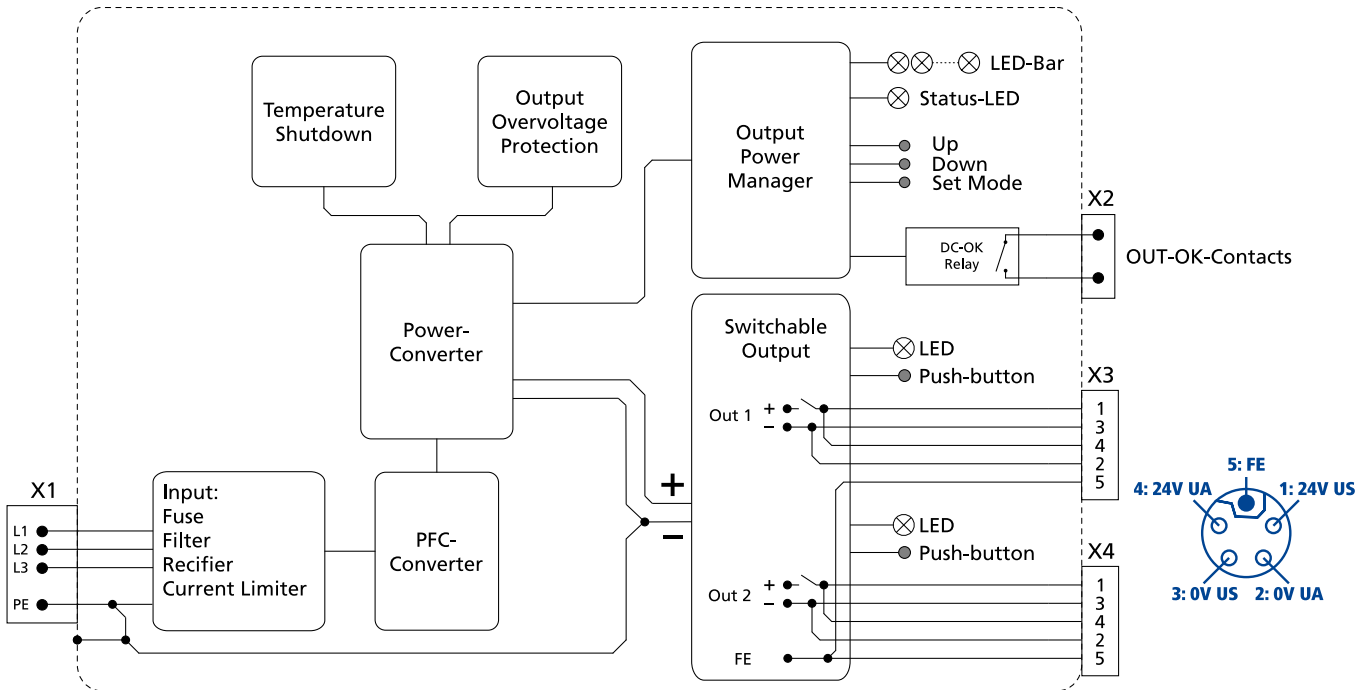 Temperature
Shutdown
Output
Overvoltage
Protection
Output
Power
Manager
LED-Bar
Status-LED
Up
Down
Set Mode
DC-OK
Relay
X2
OUT-OK-Contacts
Power-
Converter
Switchable
Output
LED
Push-button
X3
Out 1
+
−
1
3
4
2
5
X1
L1
L2
L3
PE
Input:
Fuse
Filter
Rectifier
Current Limiter
PFC-
Converter
+
−
LED
Push-button
X4
Out 2
+
−
FE
1
3
4
2
5
5: FE
4: 24V UA
1: 24V US
3: 0V US
2: 0V UA